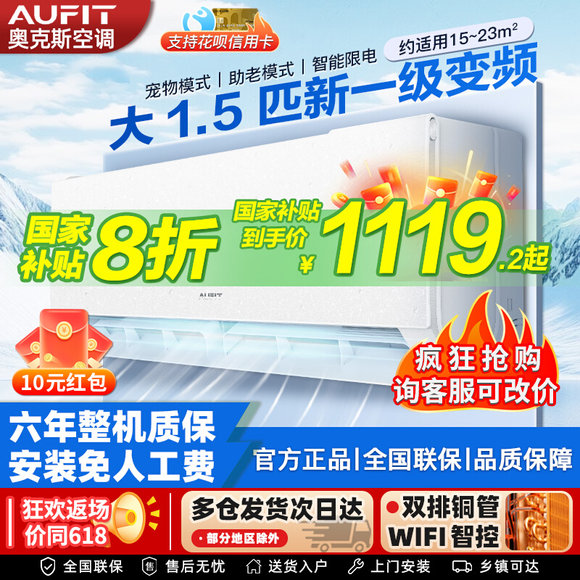 AUFIT
奥克斯空调
支持花呗信用卡
宠物模式|助老模式|智能限电
约适用15~23m²
大1.5匹新一级变频
国家补贴8折
国家补贴到手价¥1119.2起
AUFIT
10元红包
疯狂抢购
询客服可改价
六年整机质保
安装免人工费
官方正品|全国联保|品质保障
狂欢返场
价同618
多仓发货次日达
·部分地区除外·
双排铜管
WIFI智控
全国联保
售后无忧
送货入户
上门安装
乡镇可达